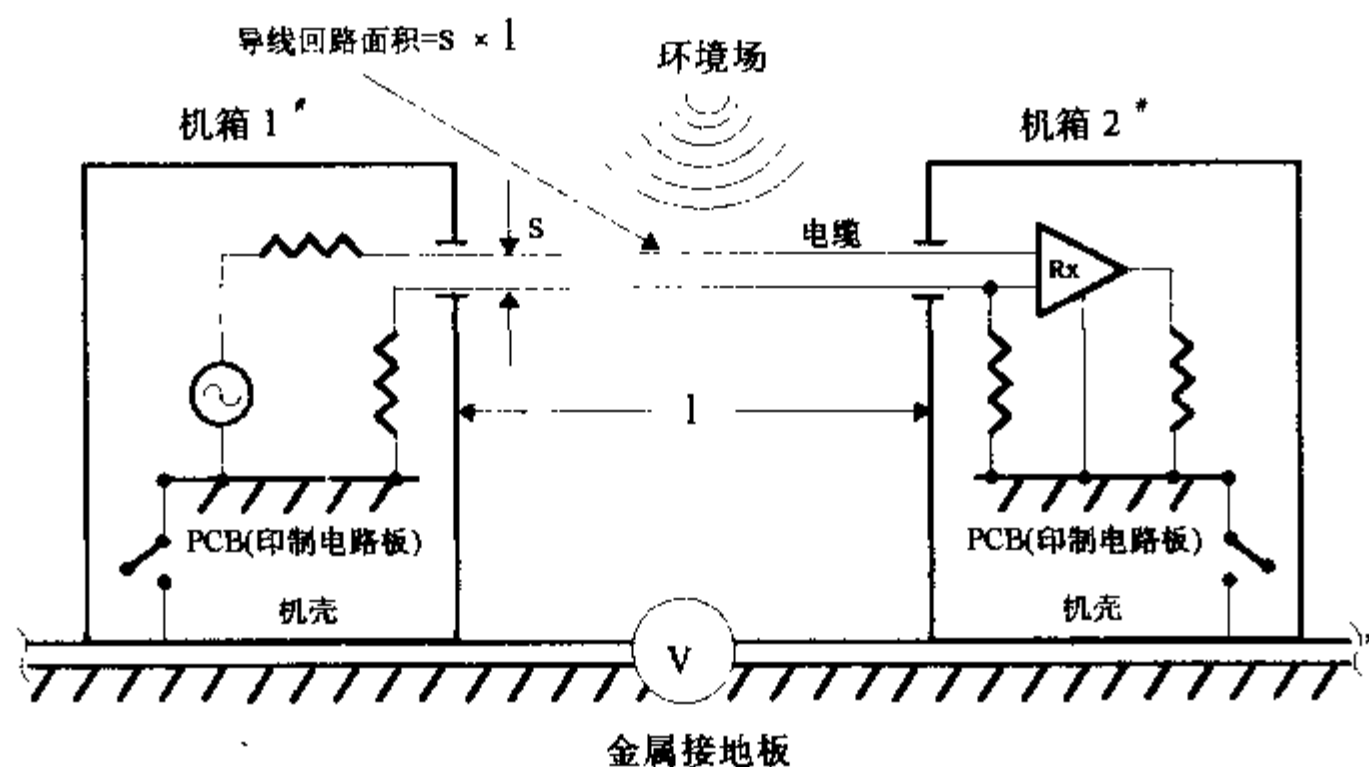 导线回路面积=s × l
环境场
机箱 1 #
机箱 2 #
s
电缆
Rx
l
PCB(印制电路板)
PCB(印制电路板)
机壳
机壳
V
金属接地板